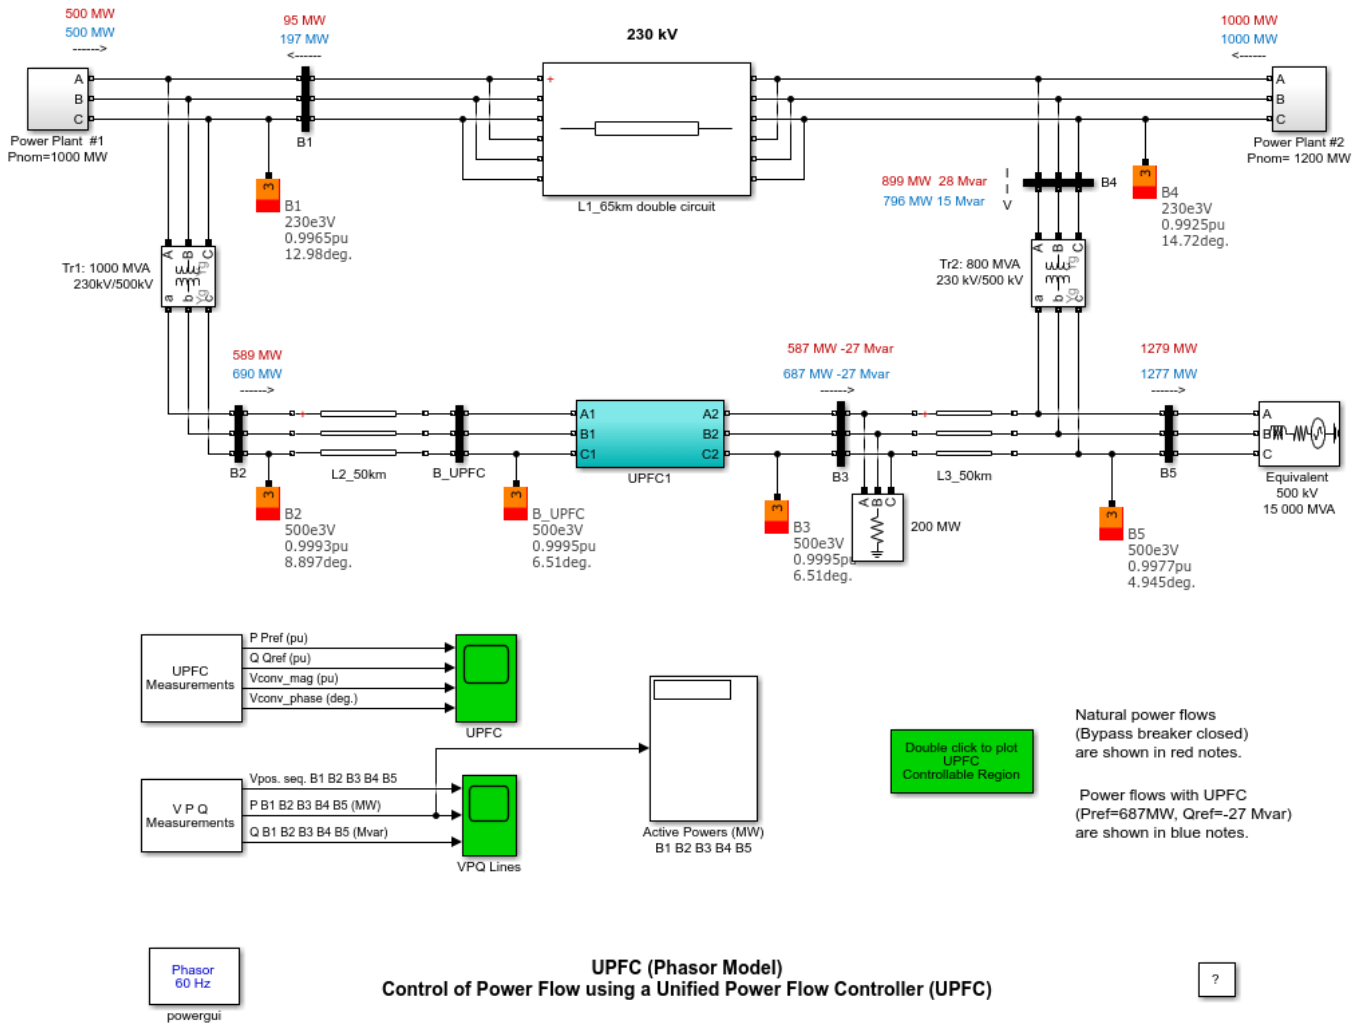 500 MW
500 MW
------>
95 MW
197 MW
<------
230 kV
1000 MW
1000 MW
<------
A
B
C
Power Plant #1
Pnom=1000 MW
B1
+
L1_65km double circuit
A
B
C
Power Plant #2
Pnom= 1200 MW
3
B1
230e3V
0.9965pu
12.98deg.
899 MW 28 Mvar
796 MW 15 Mvar
I
I
V
B4
3
B4
230e3V
0.9925pu
14.72deg.
Tr1: 1000 MVA
230kV/500kV
A
B
C
Yg
a
b
c
Yg
Tr2: 800 MVA
230 kV/500 kV
A
B
C
Yg
a
b
c
Yg
589 MW
690 MW
------>
587 MW -27 Mvar
687 MW -27 Mvar
------>
1279 MW
1277 MW
------>
B2
+
L2_50km
B_UPFC
A1
B1
C1
A2
B2
C2
UPFC1
B3
+
L3_50km
B5
A
B
C
Equivalent
500 kV
15 000 MVA
3
B2
500e3V
0.9993pu
8.897deg.
3
B_UPFC
500e3V
0.9995pu
6.51deg.
3
B3
500e3V
0.9995pu
6.51deg.
A
B
C
200 MW
3
B5
500e3V
0.9977pu
4.945deg.
UPFC
Measurements
P Pref (pu)
Q Qref (pu)
Vconv_mag (pu)
Vconv_phase (deg.)
UPFC
V P Q
Measurements
Vpos. seq. B1 B2 B3 B4 B5
P B1 B2 B3 B4 B5 (MW)
Q B1 B2 B3 B4 B5 (Mvar)
VPQ Lines
Active Powers (MW)
B1 B2 B3 B4 B5
Double click to plot
UPFC
Controllable Region
Natural power flows
(Bypass breaker closed)
are shown in red notes.
Power flows with UPFC
(Pref=687MW, Qref=-27 Mvar)
are shown in blue notes.
Phasor
60 Hz
powergui
UPFC (Phasor Model)
Control of Power Flow using a Unified Power Flow Controller (UPFC)
?